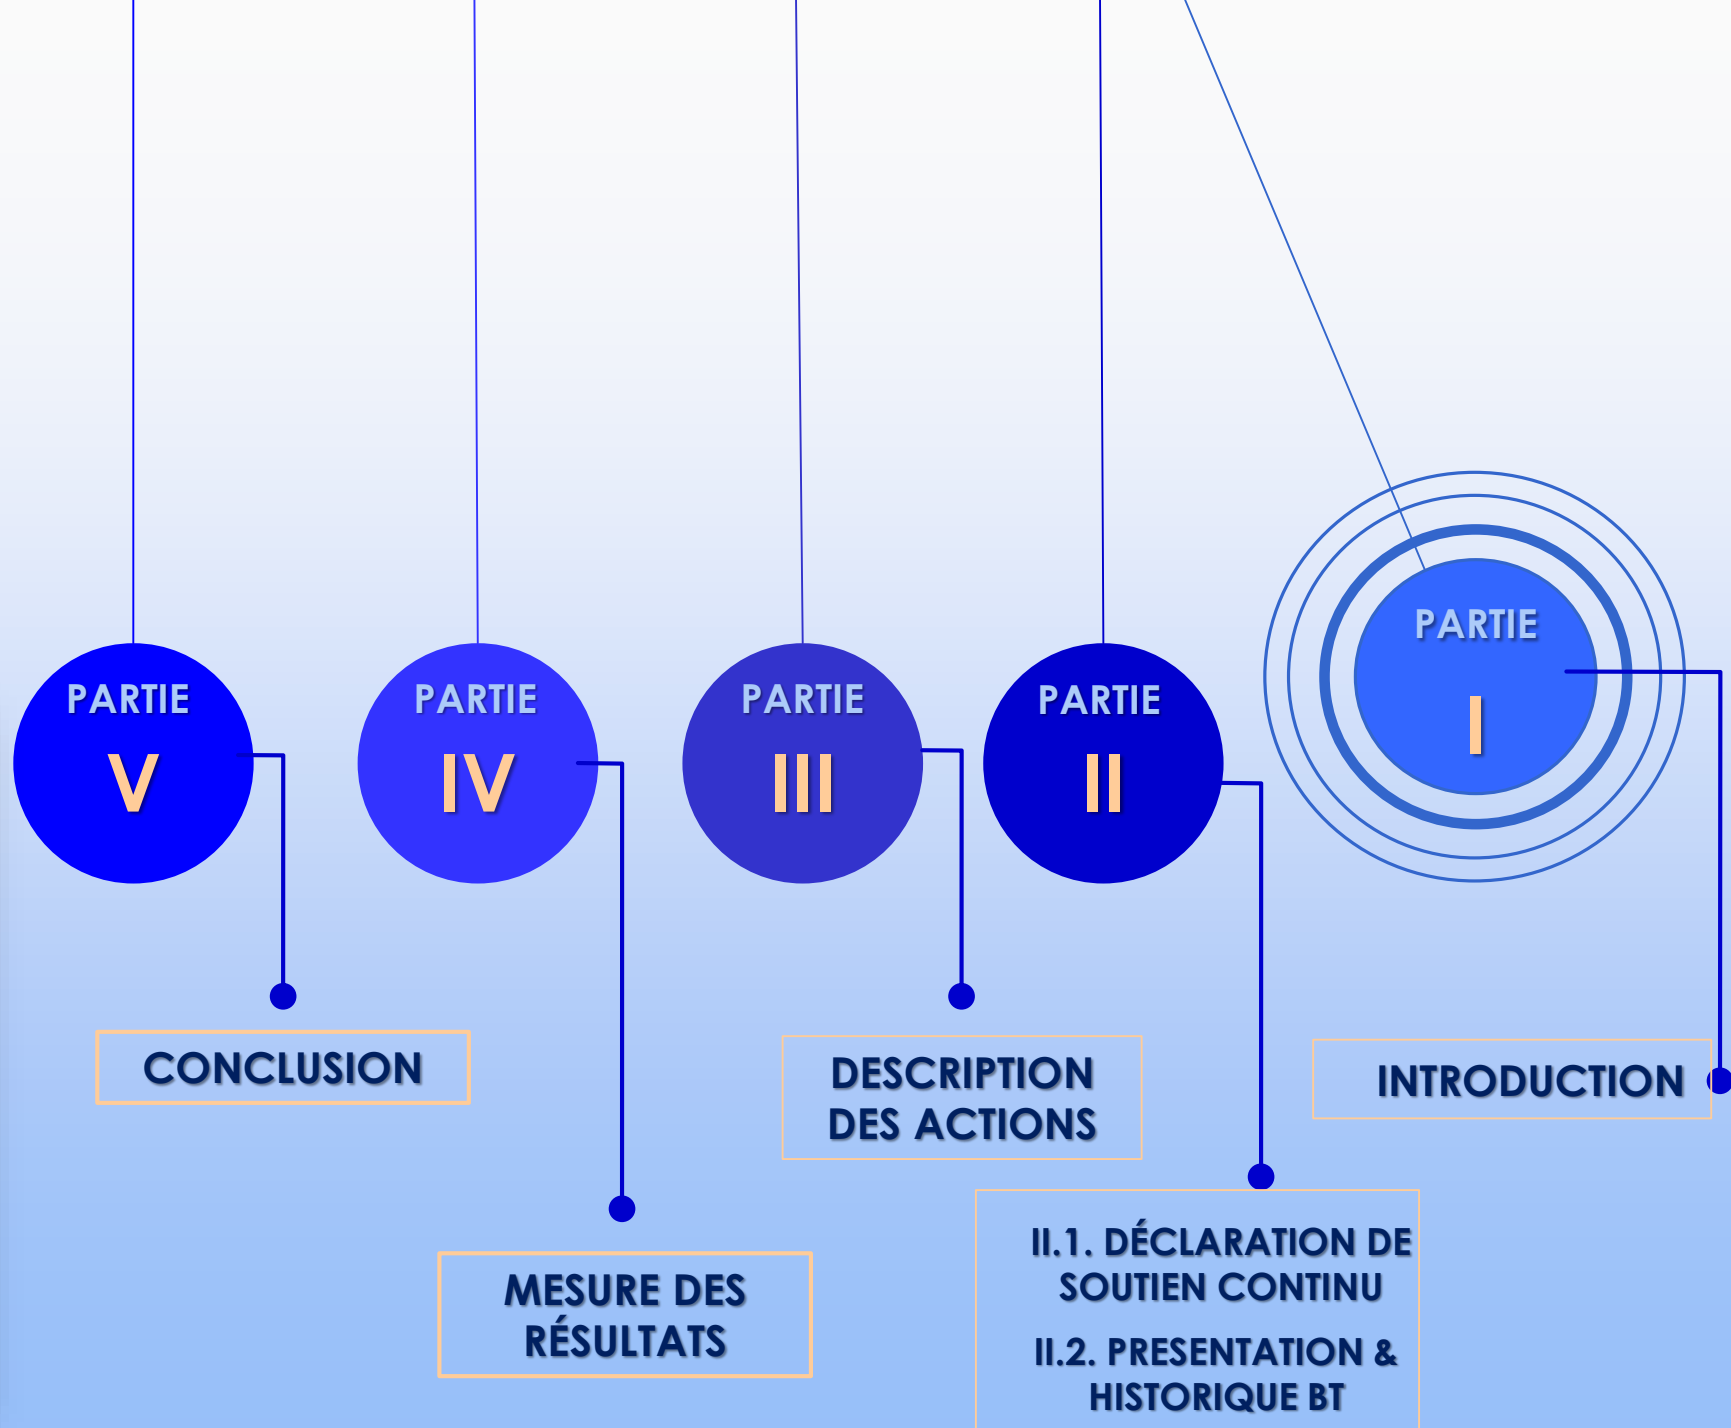 PARTIE
V
PARTIE
IV
PARTIE
III
PARTIE
II
PARTIE
I
CONCLUSION
MESURE DES
RÉSULTATS
DESCRIPTION
DES ACTIONS
II.1. DÉCLARATION DE
SOUTIEN CONTINU
II.2. PRESENTATION &
HISTORIQUE BT
INTRODUCTION